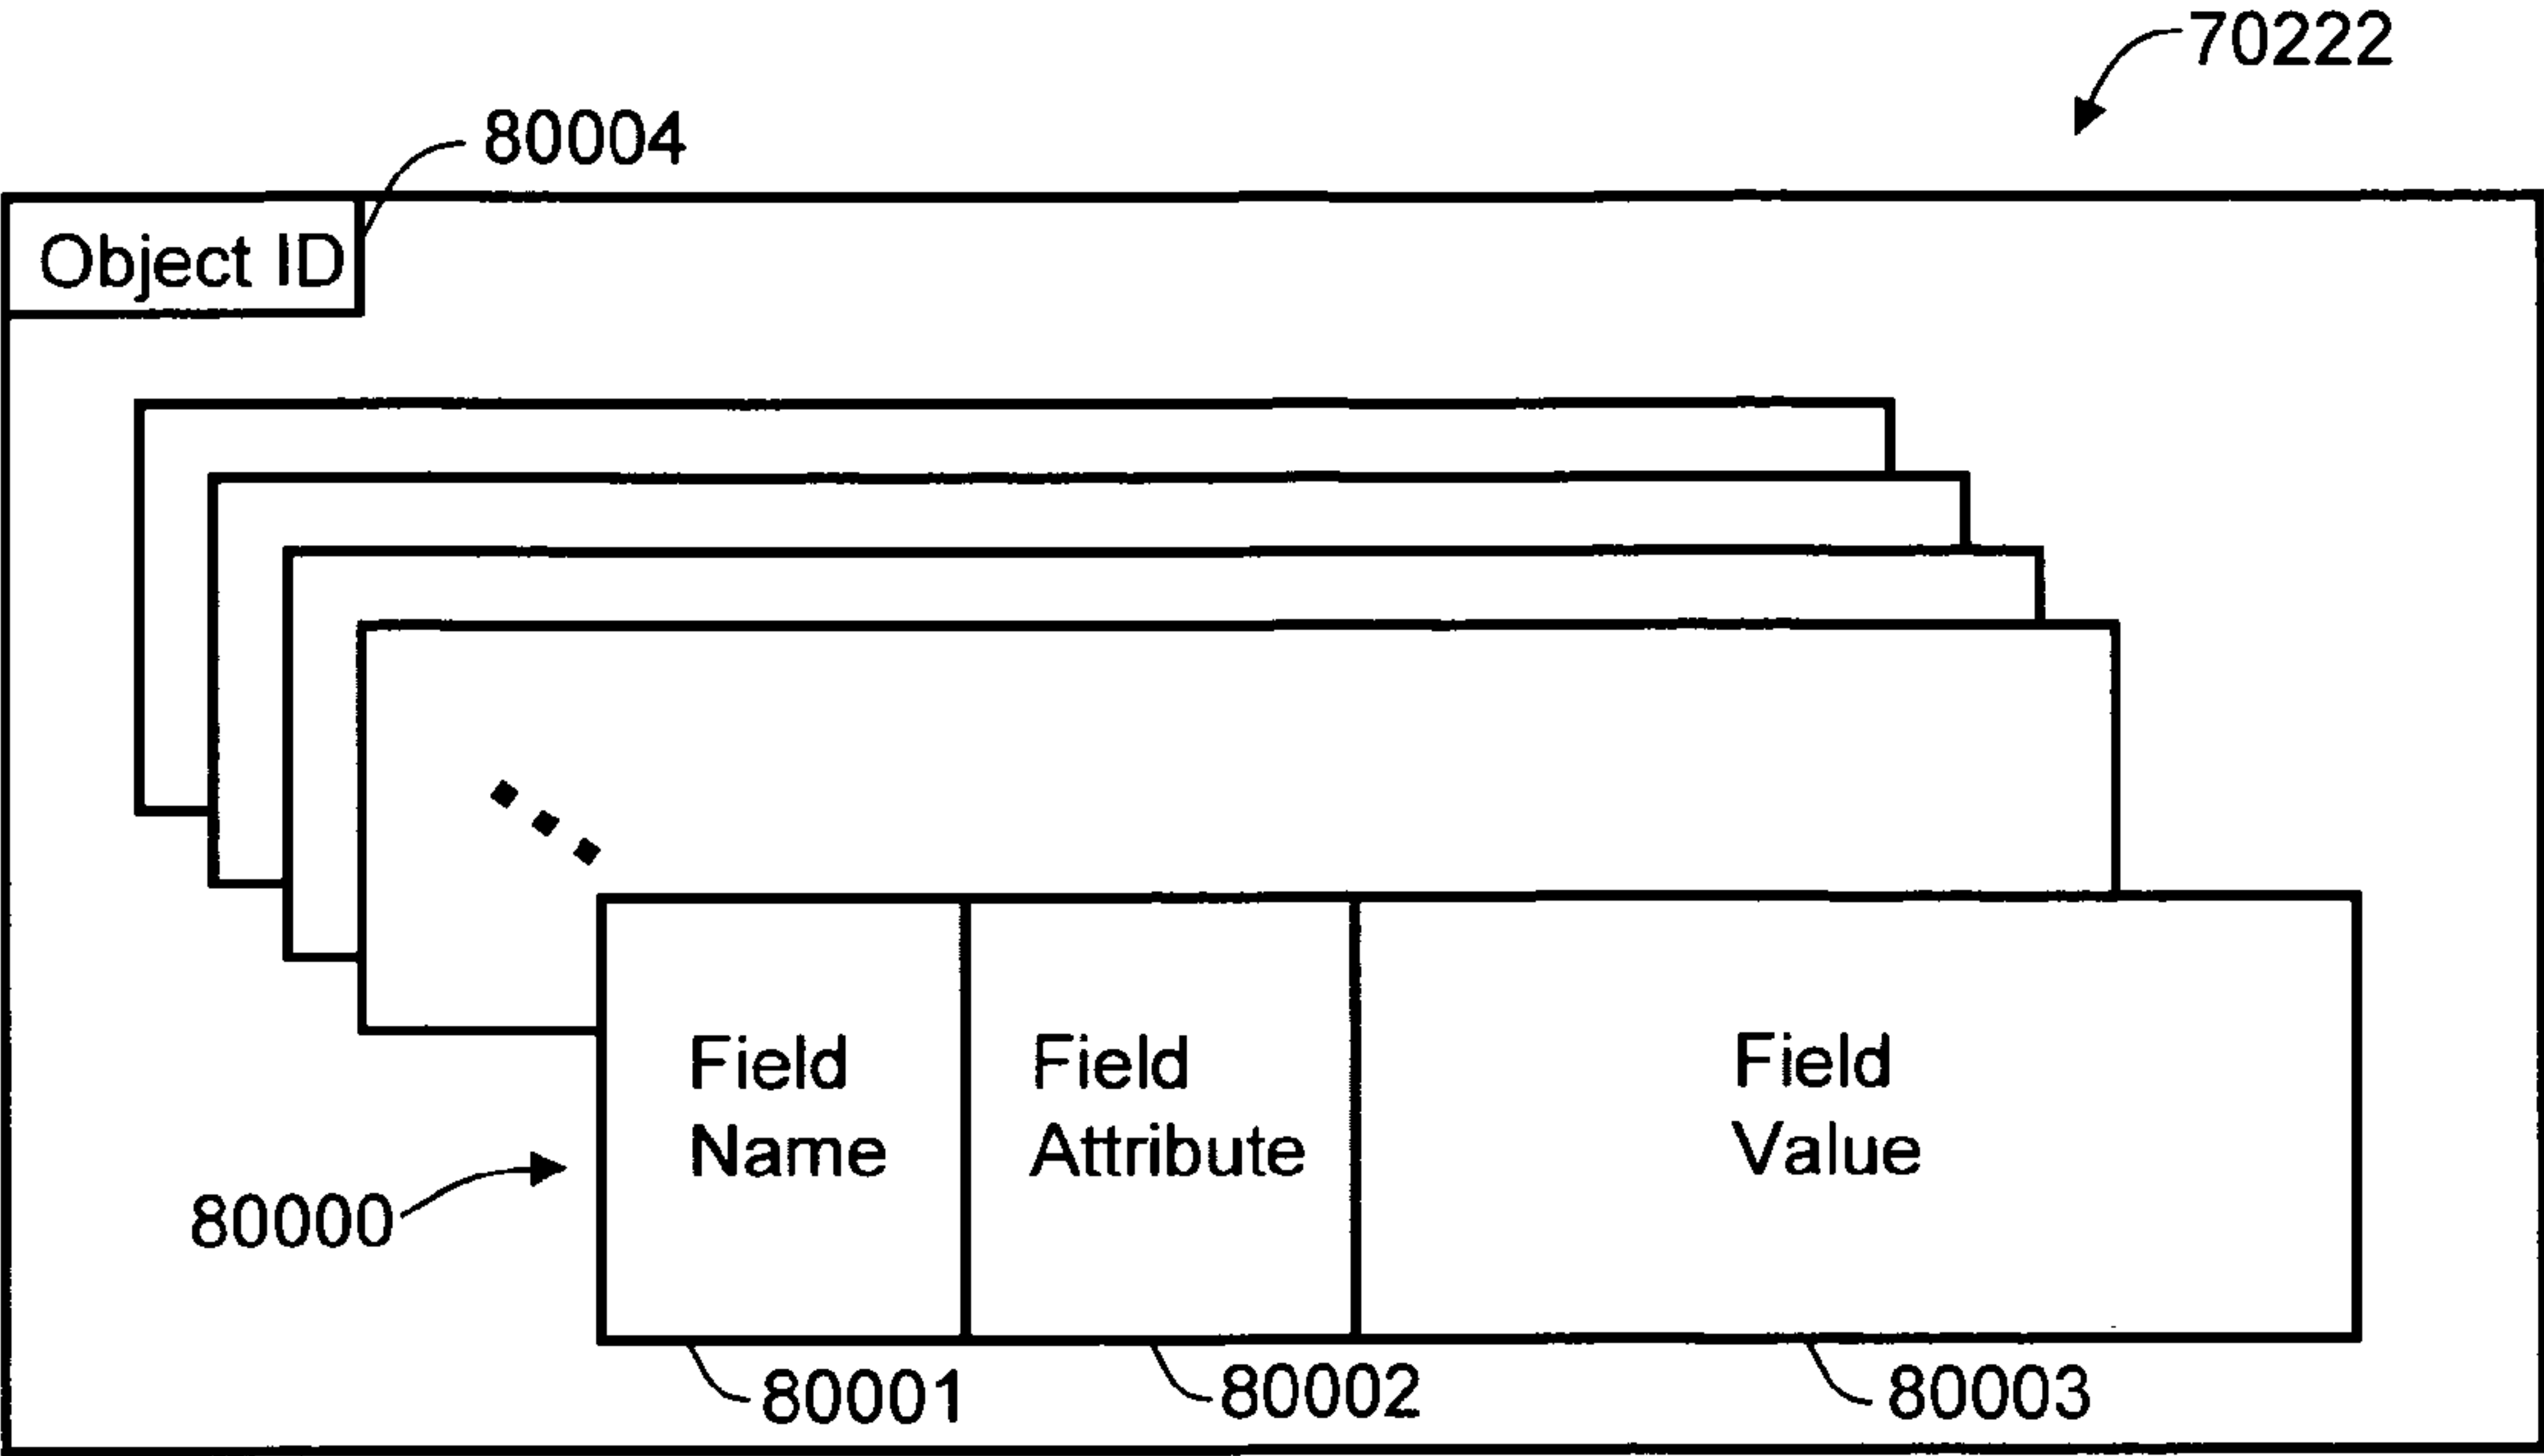 70222
80004
Object ID
Field Name
Field Attribute
Field Value
80000
80001
80002
80003